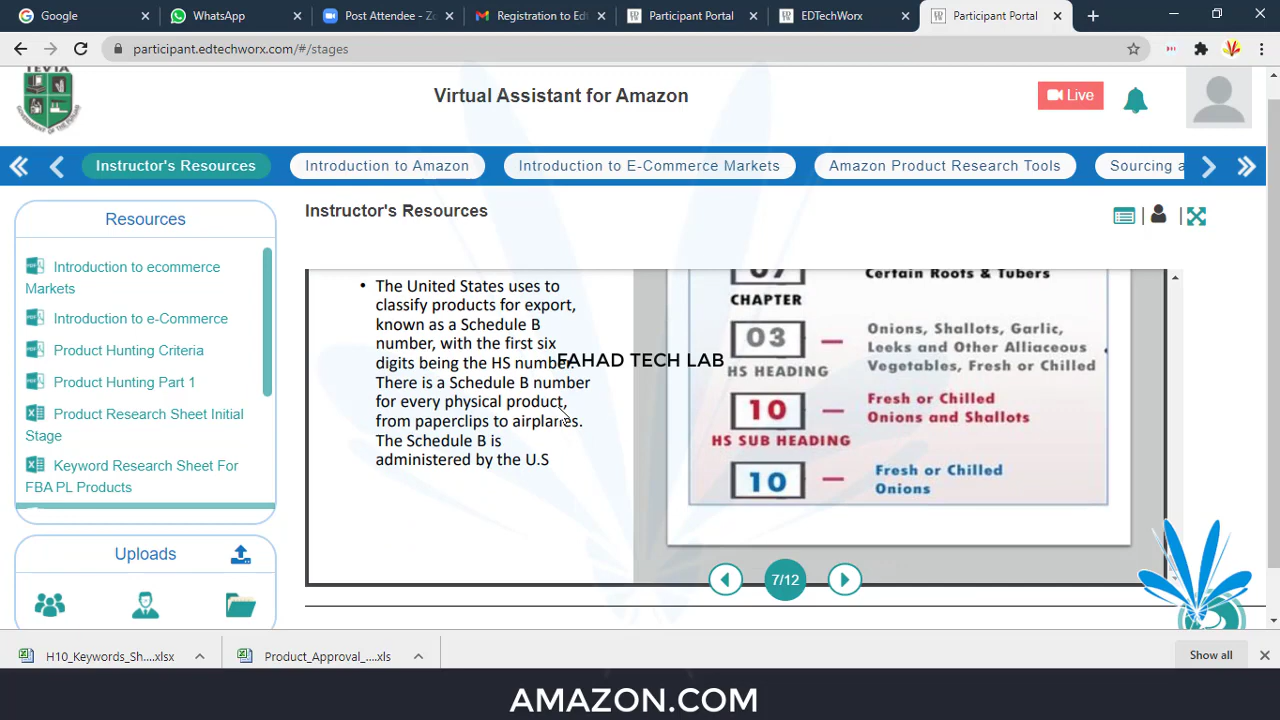 Google
WhatsApp
Post Attendee - Zo
Registration to Edt
Participant Portal
EDTechWorx
Participant Portal
participant.edtechworx.com/#/stages
TEVTA
Virtual Assistant for Amazon
Live
Instructor's Resources
Introduction to Amazon
Introduction to E-Commerce Markets
Amazon Product Research Tools
Sourcing a
Resources
Introduction to ecommerce
Markets
Introduction to e-Commerce
Product Hunting Criteria
Product Hunting Part 1
Product Research Sheet Initial
Stage
Keyword Research Sheet For
FBA PL Products
Uploads
Instructor's Resources
• The United States uses to
classify products for export,
known as a Schedule B
number, with the first six
digits being the HS number.
There is a Schedule B number
for every physical product,
from paperclips to airplanes.
The Schedule B is
administered by the U.S
FAHAD TECH LAB
07
Certain Roots & Tubers
CHAPTER
03
Onions, Shallots, Garlic,
Leeks and Other Alliaceous
Vegetables, Fresh or Chilled
HS HEADING
10
Fresh or Chilled
Onions and Shallots
HS SUB HEADING
10
Fresh or Chilled
Onions
7/12
H10_Keywords_Sh....xlsx
Product_Approval_....xls
Show all
AMAZON.COM